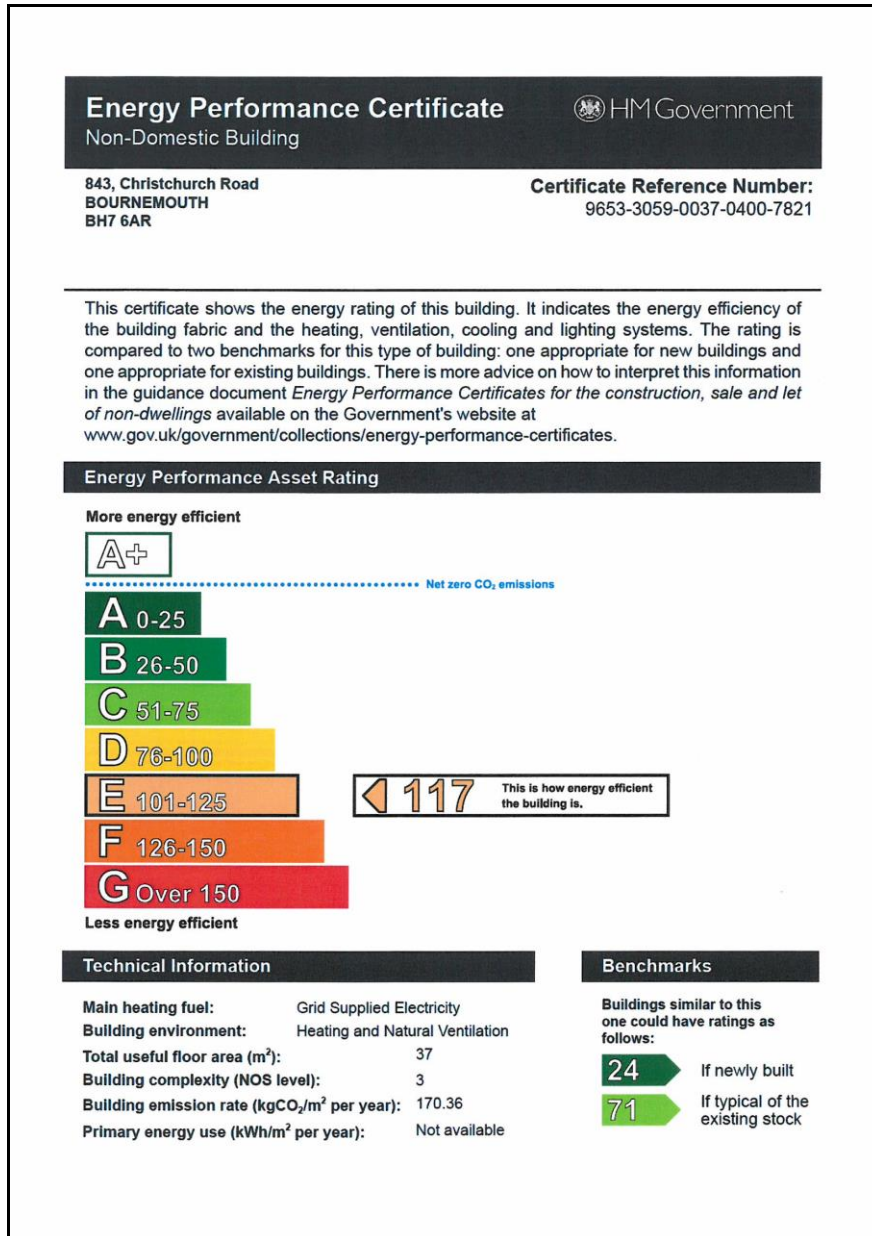 Energy Performance Certificate
Non-Domestic Building
HM Government
843, Christchurch Road
BOURNEMOUTH
BH7 6AR
Certificate Reference Number:
9653-3059-0037-0400-7821
This certificate shows the energy rating of this building. It indicates the energy efficiency of
the building fabric and the heating, ventilation, cooling and lighting systems. The rating is
compared to two benchmarks for this type of building: one appropriate for new buildings and
one appropriate for existing buildings. There is more advice on how to interpret this information
in the guidance document Energy Performance Certificates for the construction, sale and let
of non-dwellings available on the Government's website at
www.gov.uk/government/collections/energy-performance-certificates.
Energy Performance Asset Rating
More energy efficient
A+
Net zero CO₂ emissions
A 0-25
B 26-50
C 51-75
D 76-100
E 101-125
117
This is how energy efficient
the building is.
F 126-150
G Over 150
Less energy efficient
Technical Information
Main heating fuel: Grid Supplied Electricity
Building environment: Heating and Natural Ventilation
Total useful floor area (m²): 37
Building complexity (NOS level): 3
Building emission rate (kgCO₂/m² per year): 170.36
Primary energy use (kWh/m² per year): Not available
Benchmarks
Buildings similar to this
one could have ratings as
follows:
24 If newly built
71 If typical of the
existing stock